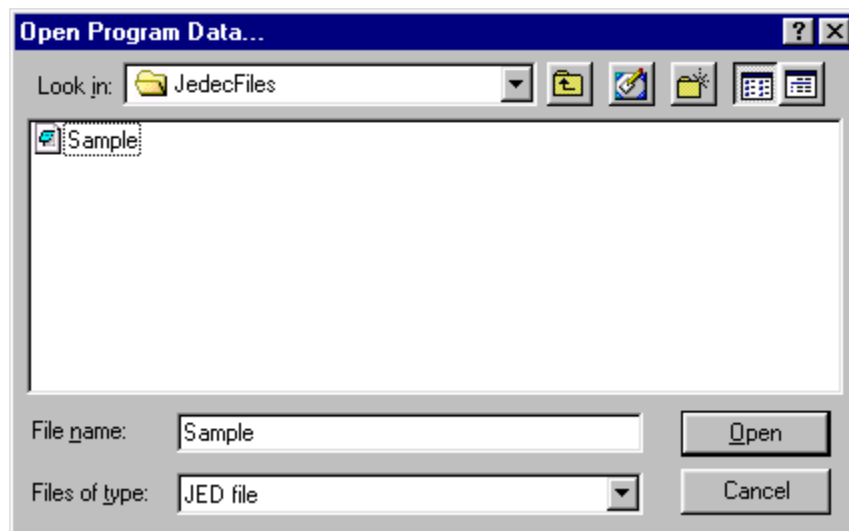 Open Program Data...
Look in: JedecFiles
Sample
File name: Sample Open
Files of type: JED file Cancel